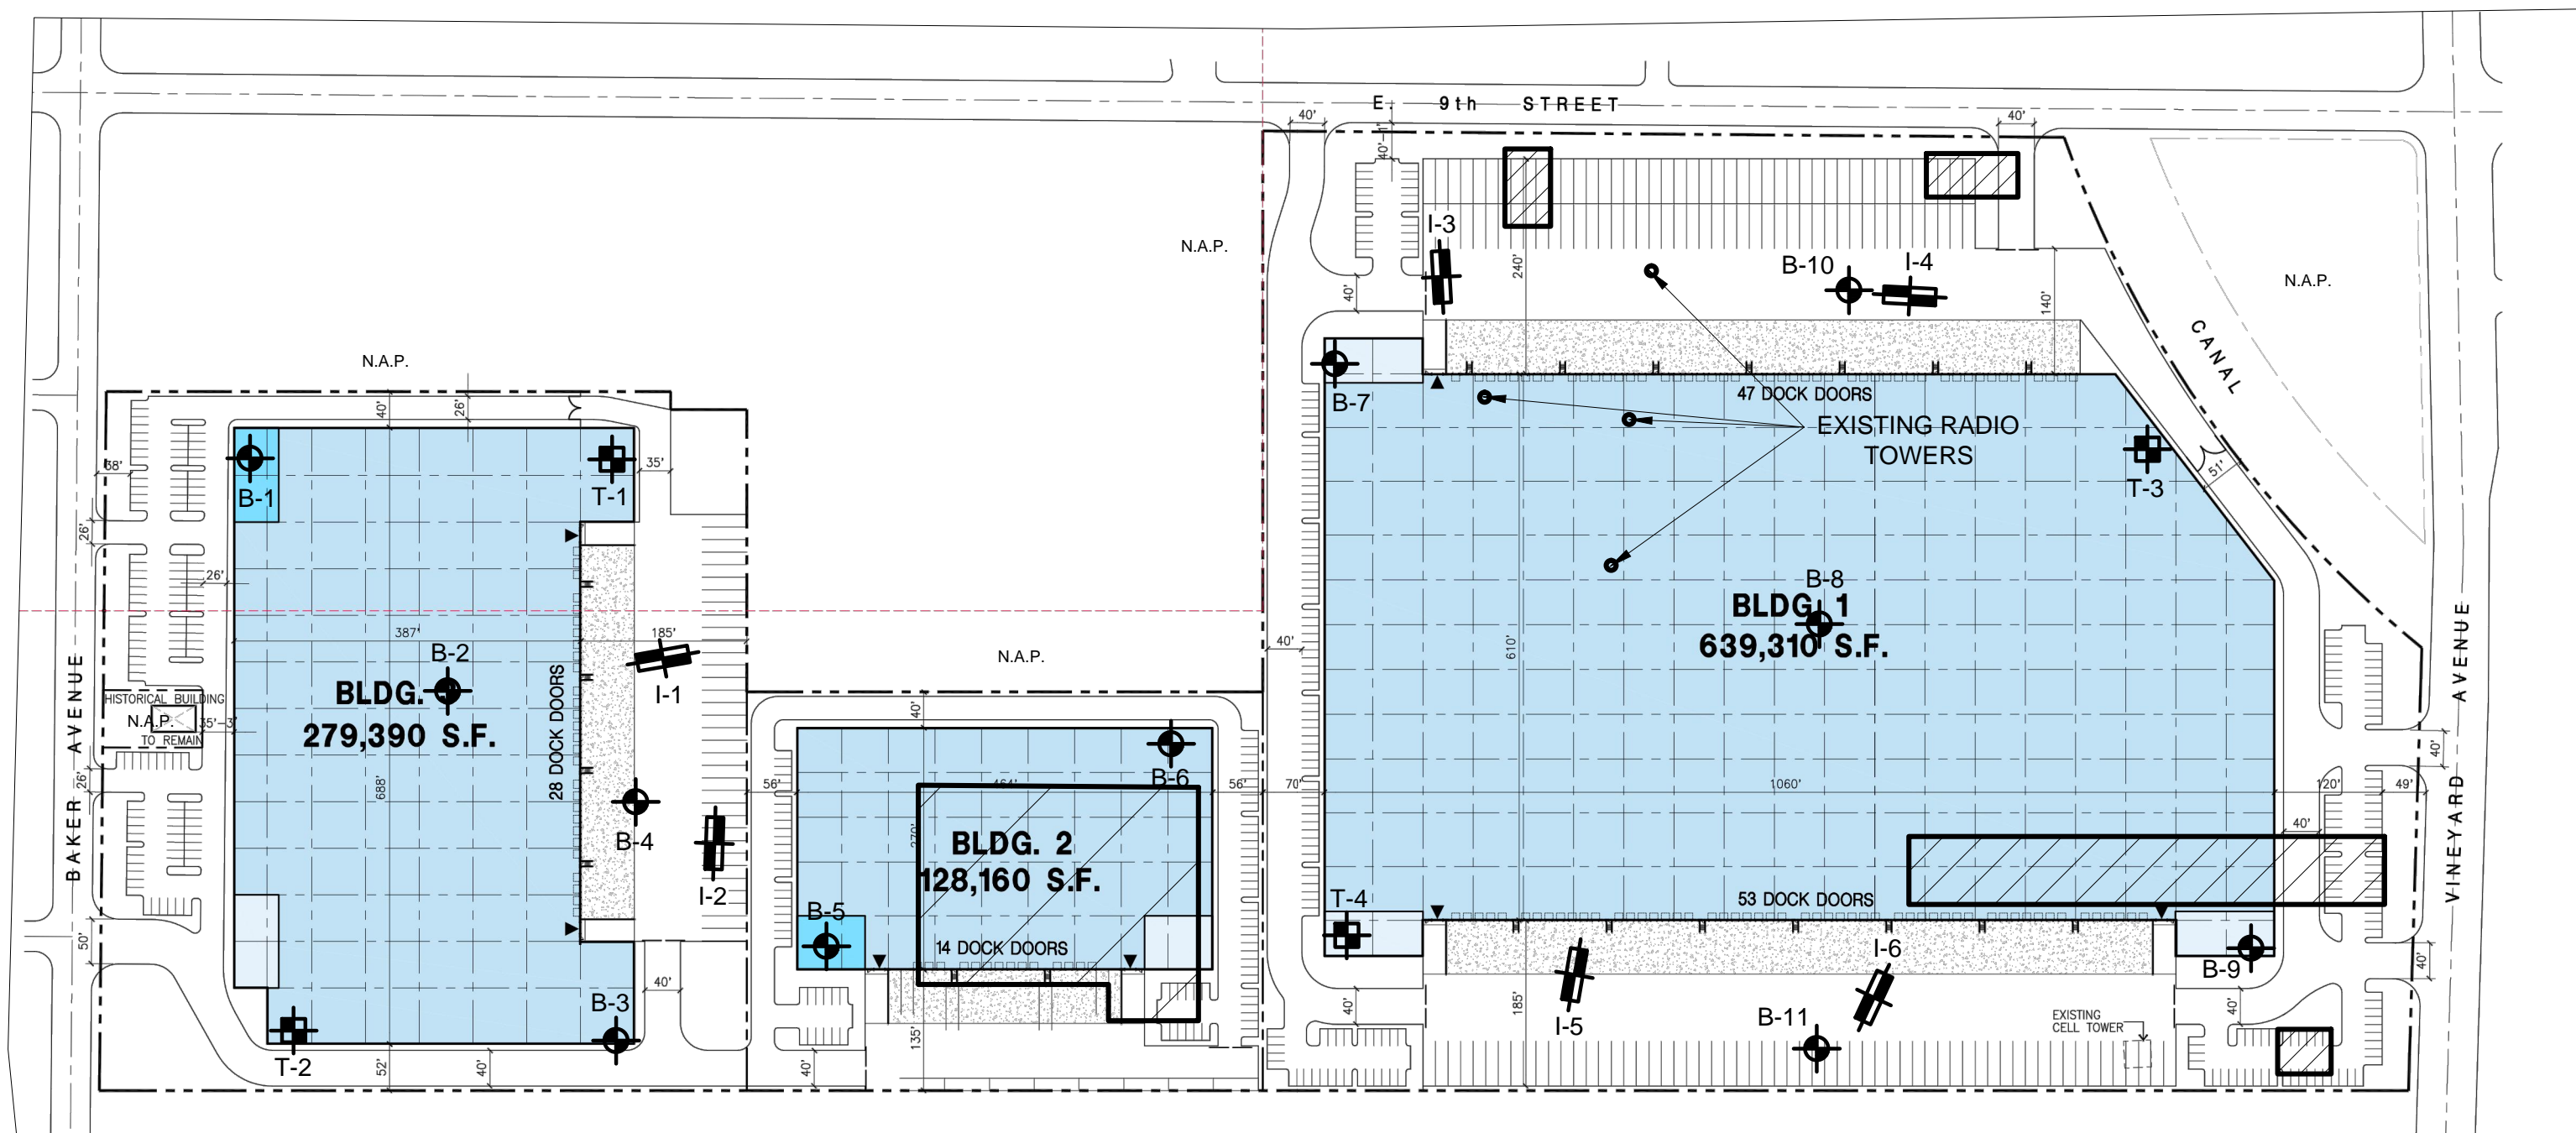 E. 9th STREET
40'
40'
40'-1"
N.A.P.
I-3
240'
B-10
I-4
140'
N.A.P.
CANAL
40'
N.A.P.
40'
26'
B-7
47 DOCK DOORS
EXISTING RADIO
TOWERS
T-3
51'
38'
B-1
T-1
35'
26'
26'
B-8
BLDG. 1
639,310 S.F.
610'
387'
185'
40'
B-2
BLDG.
279,390 S.F.
28 DOCK DOORS
I-1
N.A.P.
HISTORICAL BUILDING
N.A.P.
TO REMAIN
35'-3"
BAKER AVENUE
VINEYARD AVENUE
40'
26'
688'
B-4
I-2
56'
464'
B-6
56'
70'
1060'
120'
49'
40'
40'
270'
BLDG. 2
128,160 S.F.
B-5
14 DOCK DOORS
T-4
53 DOCK DOORS
I-6
B-9
40'
50'
40'
B-3
T-2
52'
40'
40'
135'
40'
185'
I-5
B-11
EXISTING
CELL TOWER
40'